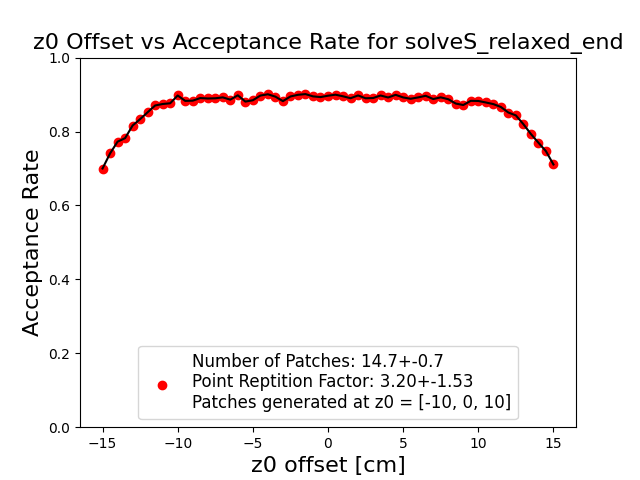 z0 Offset vs Acceptance Rate for solveS_relaxed_end
1.0
0.8
0.6
0.4
0.2
0.0
Acceptance Rate
Number of Patches: 14.7+-0.7
Point Reptition Factor: 3.20+-1.53
Patches generated at z0 = [-10, 0, 10]
−15 −10 −5 0 5 10 15
z0 offset [cm]